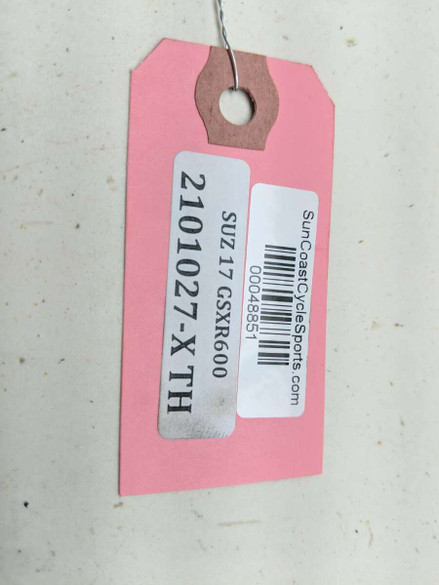 SunCoastCycleSports.com
00048851
SUZ 17 GSXR600
2101027-X TH